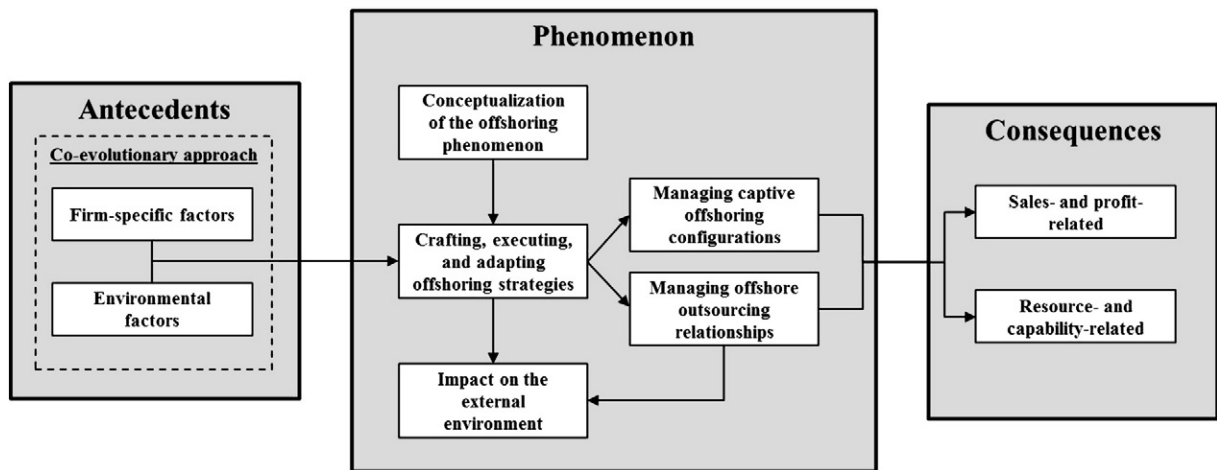 Antecedents
Co-evolutionary approach
Firm-specific factors
Environmental
factors
Phenomenon
Conceptualization
of the offshoring
phenomenon
Crafting, executing,
and adapting
offshoring strategies
Impact on the
external
environment
Managing captive
offshoring
configurations
Managing offshore
outsourcing
relationships
Consequences
Sales- and profit-
related
Resource- and
capability-related